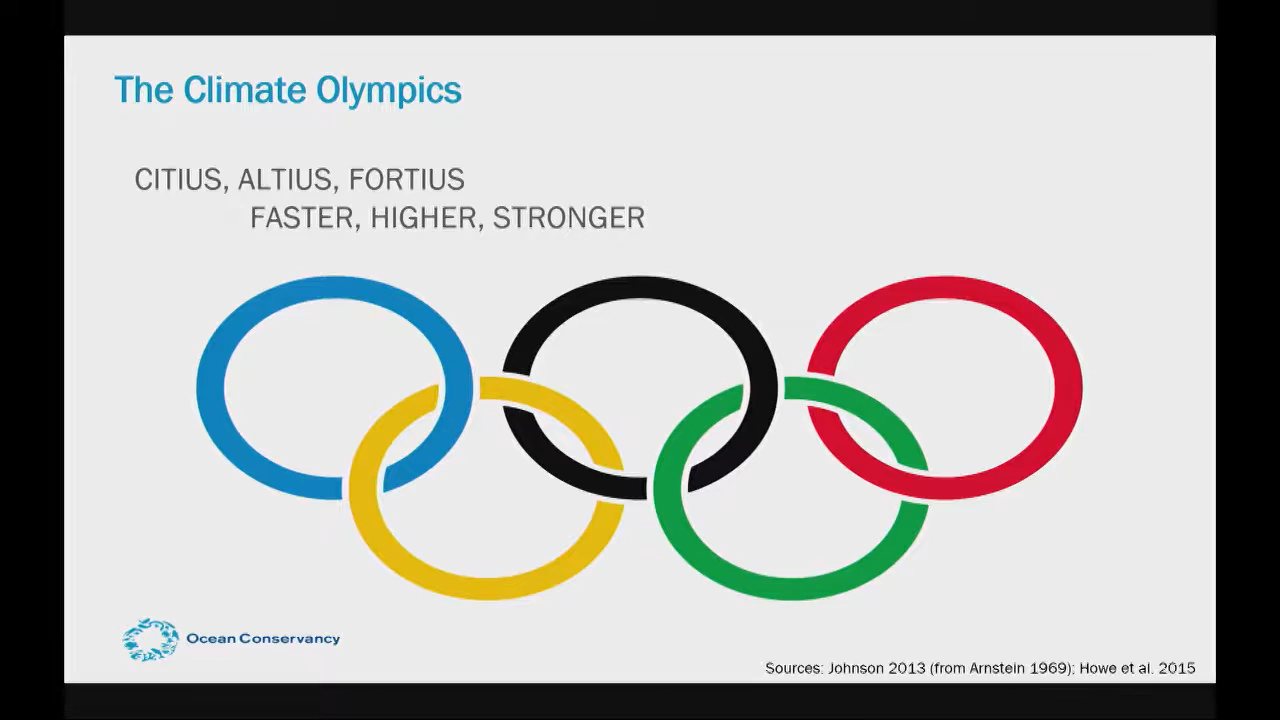 The Climate Olympics
CITIUS, ALTIUS, FORTIUS
FASTER, HIGHER, STRONGER
Ocean Conservancy
Sources: Johnson 2013 (from Arnstein 1969); Howe et al. 2015